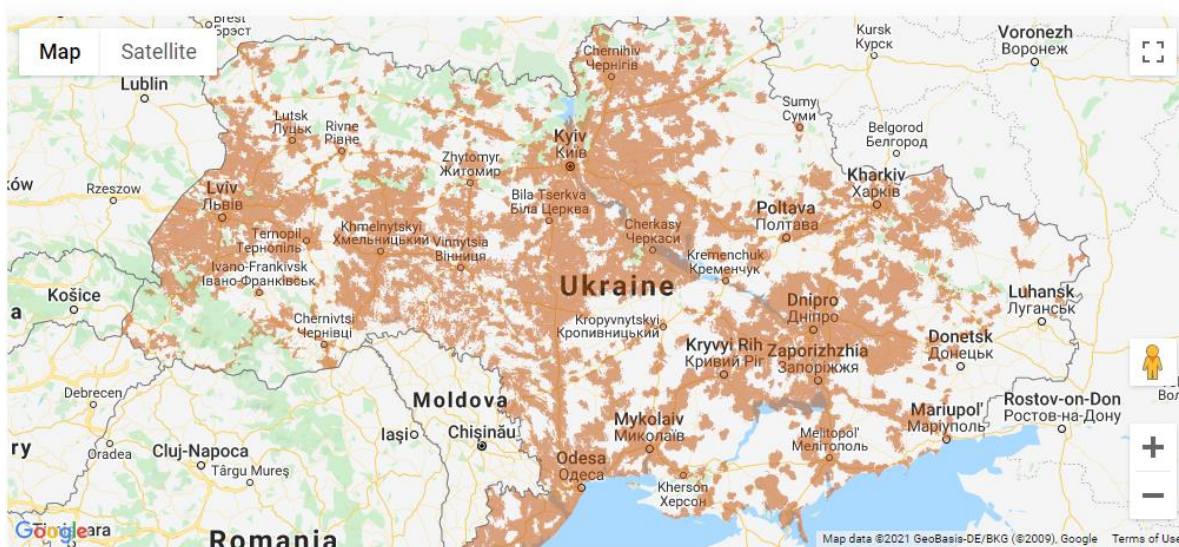 Brest
Брэст
Map
Satellite
Lublin
Chernihiv
Чернігів
Kursk
Курск
Voronezh
Воронеж
Lutsk
Луцьк
Rivne
Рівне
Kyiv
Київ
Sumy
Суми
Belgorod
Белгород
ków
Rzeszow
Zhytomyr
Житомир
Lviv
Львів
Bila Tserkva
Біла Церква
Kharkiv
Харків
Ternopil
Тернопіль
Khmelnytskyi
Хмельницький
Vinnytsia
Вінниця
Cherkasy
Черкаси
Poltava
Полтава
Ivano-Frankivsk
Івано-Франківськ
Kremenchuk
Кременчук
Košice
Ukraine
Dnipro
Дніпро
Luhansk
Луганськ
a
Chernivtsi
Чернівці
Kropyvnytskyi
Кропивницький
Donetsk
Донецьк
Kryvyi Rih
Кривий Ріг
Zaporizhzhia
Запоріжжя
Debrecen
Moldova
Rostov-on-Don
Ростов-на-Дону
Вол
Iași
Chișinău
Mykolaiv
Миколаїв
Mariupol'
Маріуполь
Melitopol'
Мелітополь
ry
Oradea
Cluj-Napoca
Târgu Mureș
Odesa
Одеса
Kherson
Херсон
Google
Romania
Map data ©2021 GeoBasis-DE/BKG (©2009), Google
Terms of Use